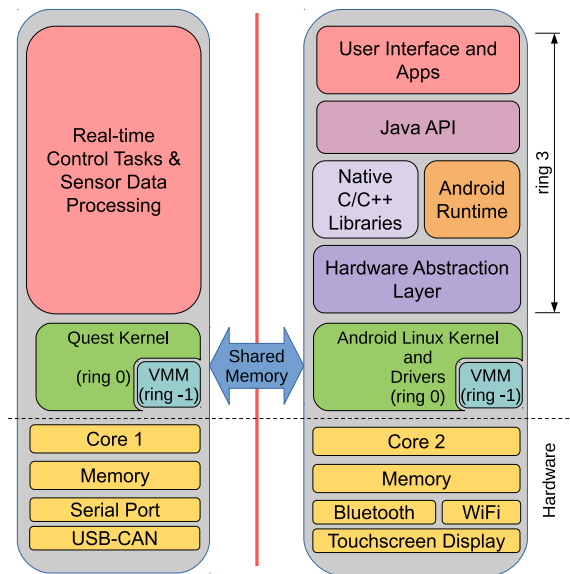 Real-time
Control Tasks &
Sensor Data
Processing
Quest Kernel
(ring 0)
VMM
(ring -1)
Core 1
Memory
Serial Port
USB-CAN
Shared
Memory
User Interface and
Apps
Java API
Native
C/C++
Libraries
Android
Runtime
Hardware Abstraction
Layer
Android Linux Kernel
and
Drivers
(ring 0)
VMM
(ring -1)
Core 2
Memory
Bluetooth
WiFi
Touchscreen Display
ring 3
Hardware